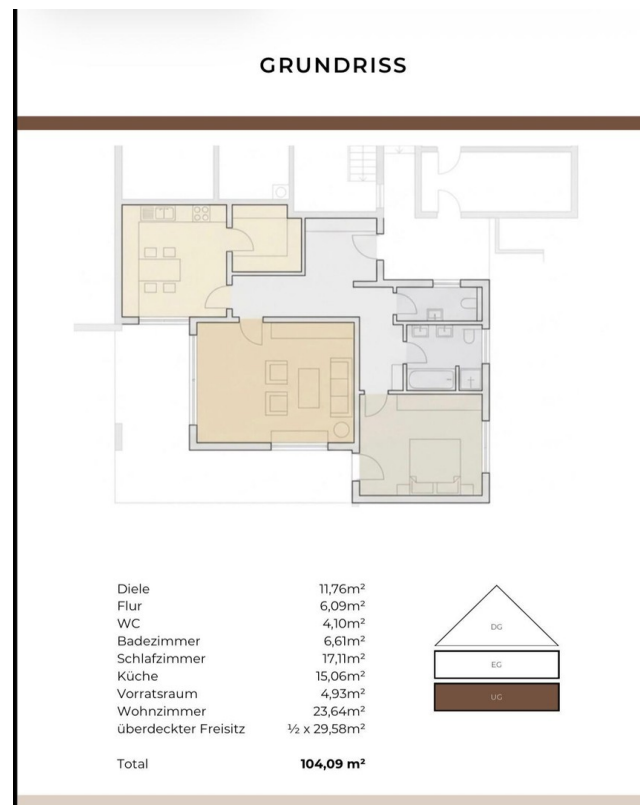 GRUNDRISS
Diele 11,76m²
Flur 6,09m²
WC 4,10m²
Badezimmer 6,61m²
Schlafzimmer 17,11m²
Küche 15,06m²
Vorratsraum 4,93m²
Wohnzimmer 23,64m²
überdeckter Freisitz ½ x 29,58m²
Total 104,09 m²
DG
EG
UG